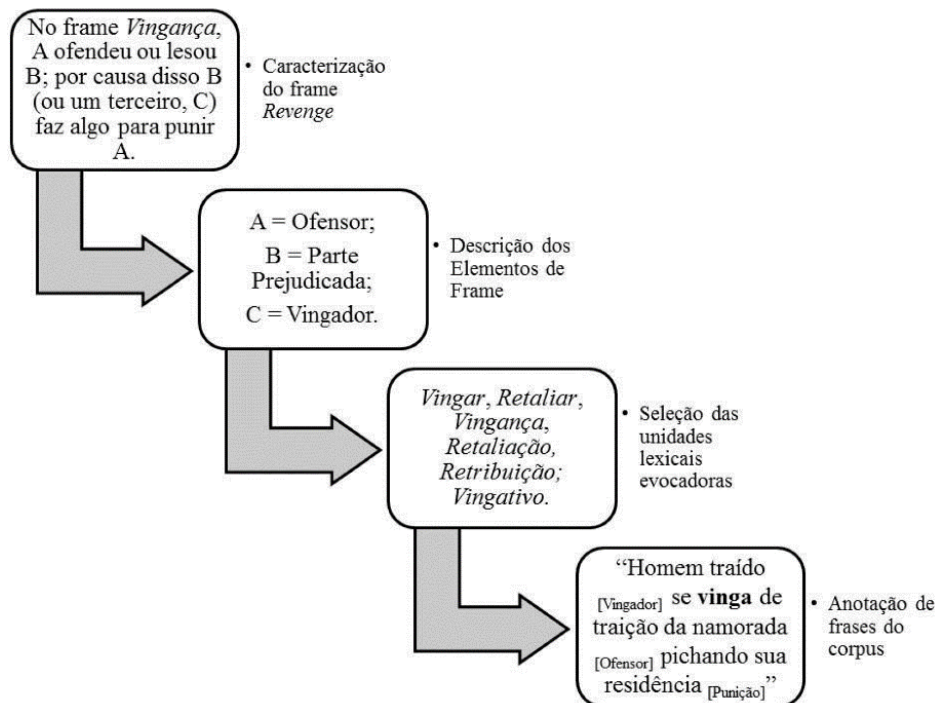 No frame Vingança,
A ofendeu ou lesou
B; por causa disso B
(ou um terceiro, C)
faz algo para punir
A.
• Caracterização
do frame
Revenge
A = Ofensor;
B = Parte
Prejudicada;
C = Vingador.
• Descrição dos
Elementos de
Frame
Vingar, Retaliar,
Vingança,
Retaliação,
Retribuição;
Vingativo.
• Seleção das
unidades
lexicais
evocadoras
“Homem traído
[Vingador] se vinga de
traição da namorada
[Ofensor] pichando sua
residência [Punição]”
• Anotação de
frases do
corpus